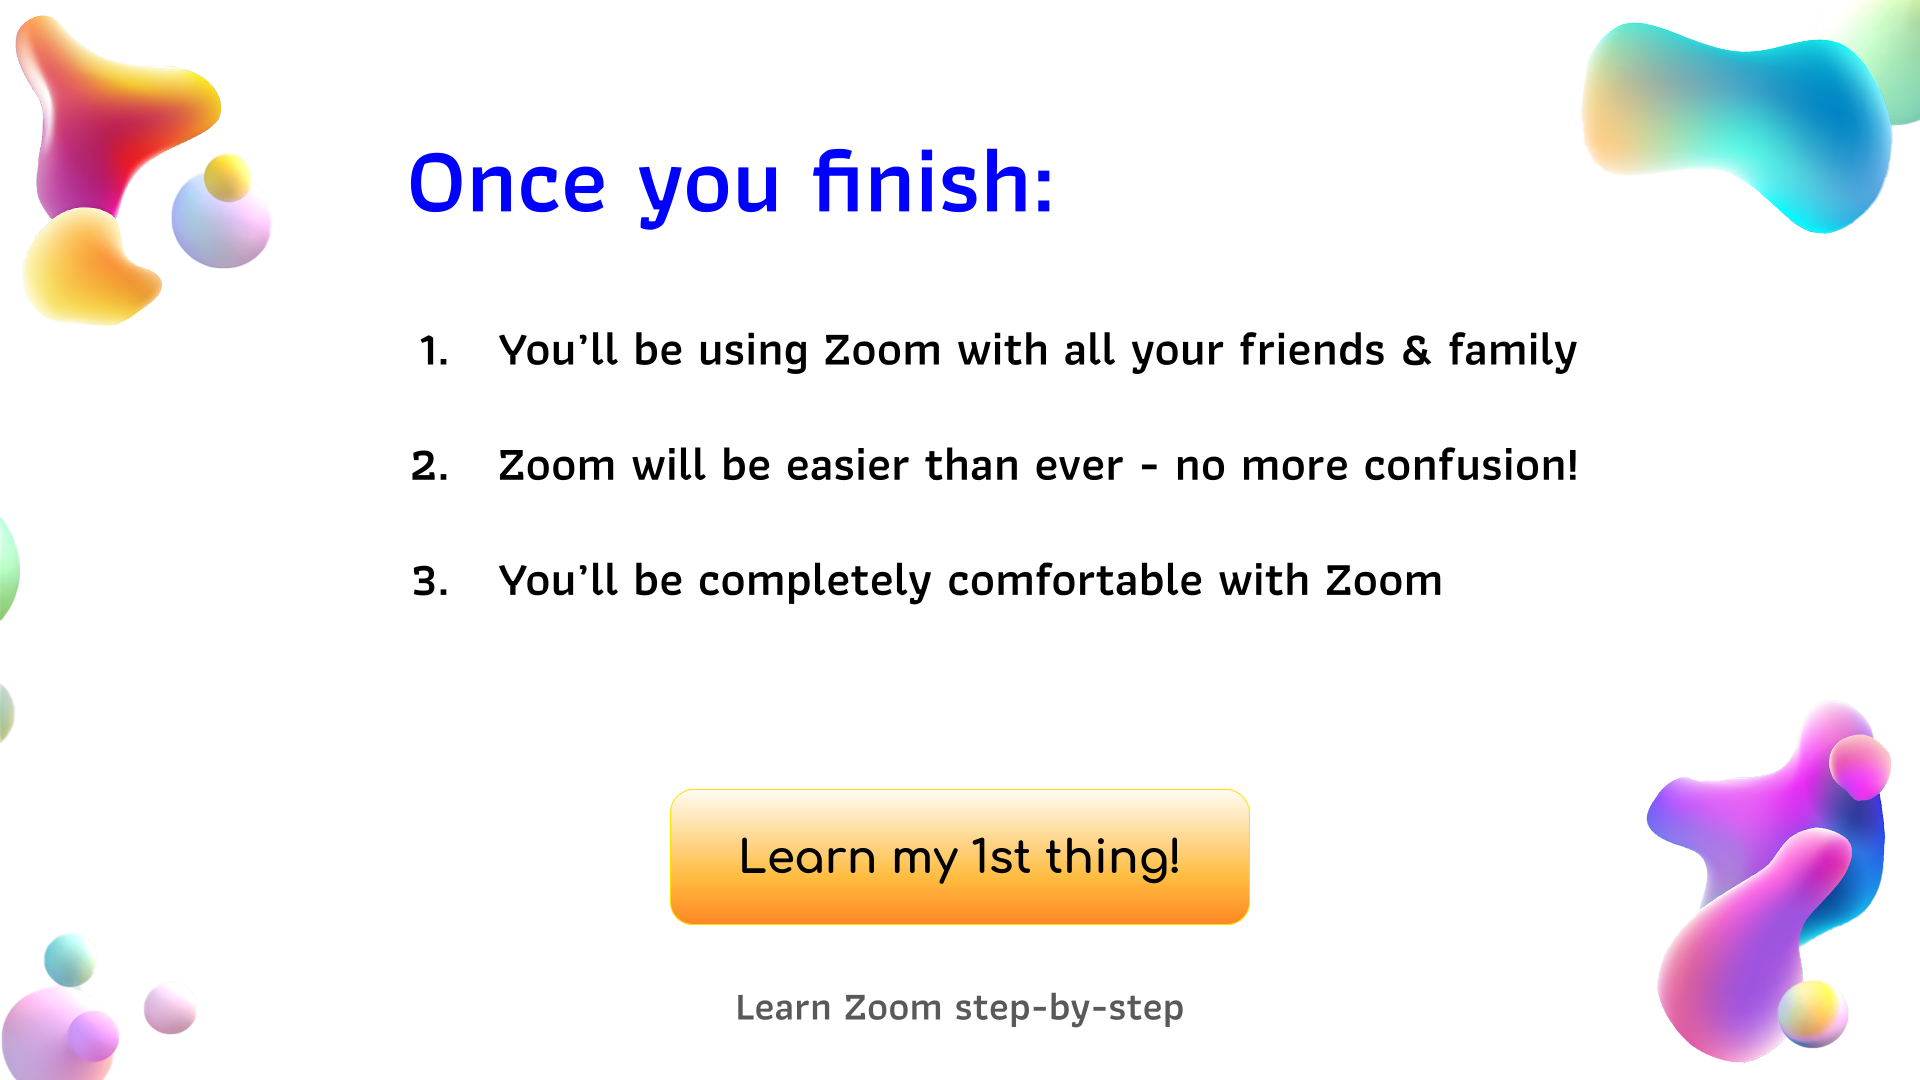 Once you finish:
1. You’ll be using Zoom with all your friends & family
2. Zoom will be easier than ever - no more confusion!
3. You’ll be completely comfortable with Zoom
Learn my 1st thing!
Learn Zoom step-by-step